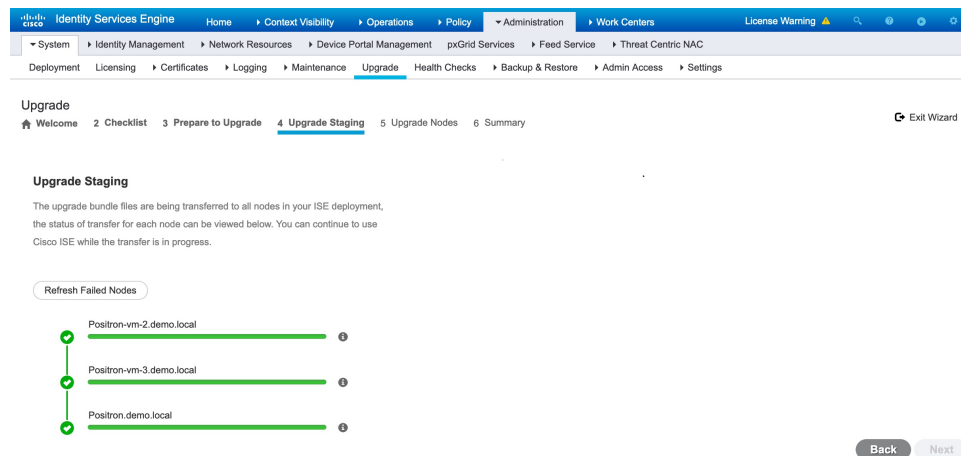 cisco Identity Services Engine Home Context Visibility Operations Policy Administration Work Centers License Warning
System Identity Management Network Resources Device Portal Management pxGrid Services Feed Service Threat Centric NAC
Deployment Licensing Certificates Logging Maintenance Upgrade Health Checks Backup & Restore Admin Access Settings
Upgrade
Welcome 2 Checklist 3 Prepare to Upgrade 4 Upgrade Staging 5 Upgrade Nodes 6 Summary Exit Wizard
Upgrade Staging
The upgrade bundle files are being transferred to all nodes in your ISE deployment,
the status of transfer for each node can be viewed below. You can continue to use
Cisco ISE while the transfer is in progress.
Refresh Failed Nodes
Positron-vm-2.demo.local
Positron-vm-3.demo.local
Positron.demo.local
Back Next